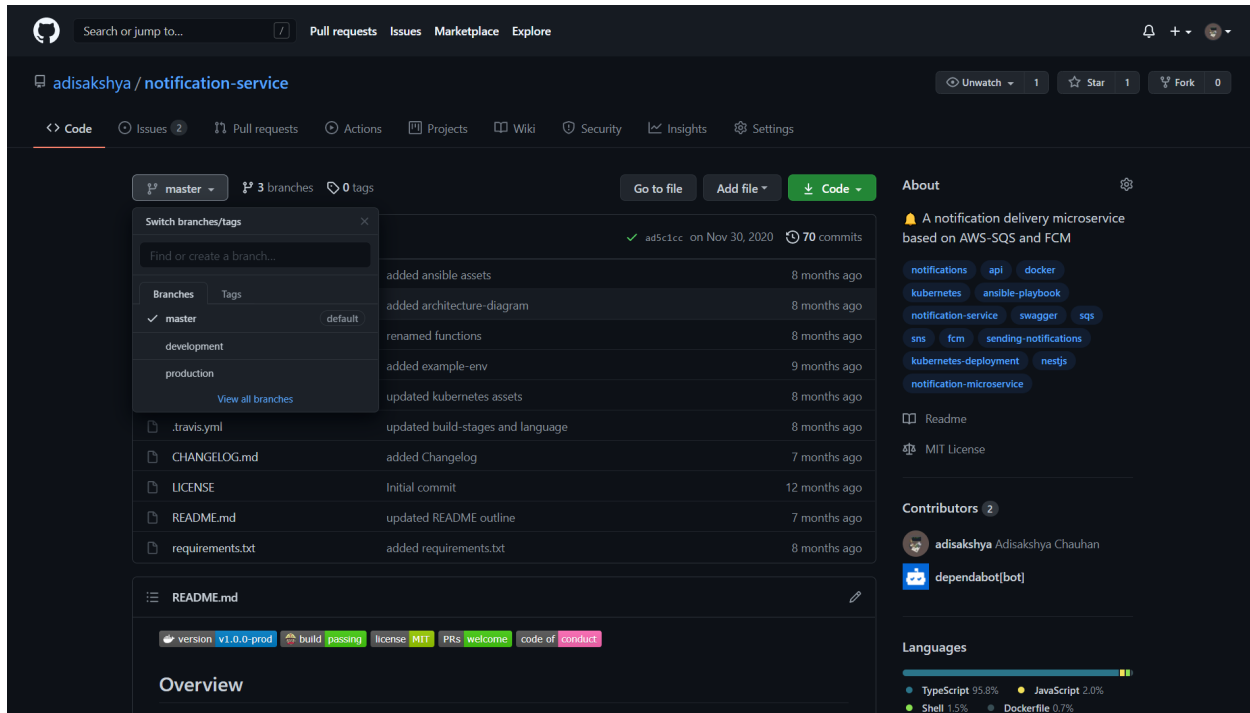 Search or jump to... / Pull requests Issues Marketplace Explore
adisakshya / notification-service Unwatch 1 Star 1 Fork 0
Code Issues 2 Pull requests Actions Projects Wiki Security Insights Settings
master 3 branches 0 tags Go to file Add file Code
Switch branches/tags
Find or create a branch...
Branches Tags
master default
development
production
View all branches
ad5c1cc on Nov 30, 2020 70 commits
added ansible assets 8 months ago
added architecture-diagram 8 months ago
renamed functions 8 months ago
added example-env 9 months ago
updated kubernetes assets 8 months ago
.travis.yml updated build-stages and language 8 months ago
CHANGELOG.md added Changelog 7 months ago
LICENSE Initial commit 12 months ago
README.md updated README outline 7 months ago
requirements.txt added requirements.txt 8 months ago
README.md
version v1.0.0-prod build passing license MIT PRs welcome code of conduct
Overview
About
A notification delivery microservice
based on AWS-SQS and FCM
notifications api docker
kubernetes ansible-playbook
notification-service swagger sqs
sns fcm sending-notifications
kubernetes-deployment nestjs
notification-microservice
Readme
MIT License
Contributors 2
adisakshya Adisakshya Chauhan
dependabot[bot]
Languages
TypeScript 95.8% JavaScript 2.0%
Shell 1.5% Dockerfile 0.7%